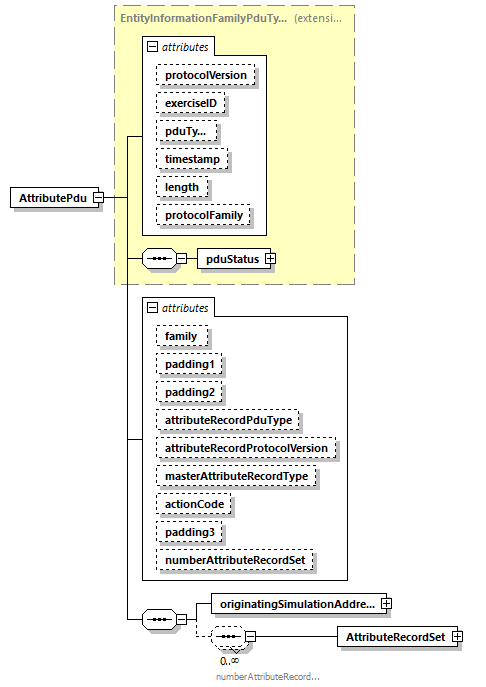 EntityInformationFamilyPduTy... (extensi...
attributes
protocolVersion
exerciseID
pduTy...
timestamp
length
protocolFamily
AttributePdu
pduStatus
attributes
family
padding1
padding2
attributeRecordPduType
attributeRecordProtocolVersion
masterAttributeRecordType
actionCode
padding3
numberAttributeRecordSet
originatingSimulationAddre...
AttributeRecordSet
0..∞
numberAttributeRecord...